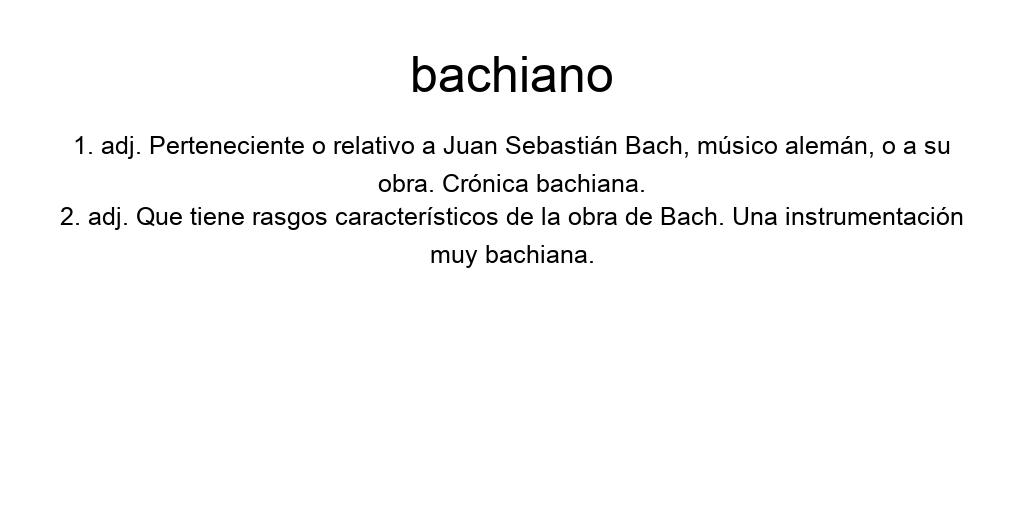 bachiano
1. adj. Perteneciente o relativo a Juan Sebastián Bach, músico alemán, o a su
obra. Crónica bachiana.
2. adj. Que tiene rasgos característicos de la obra de Bach. Una instrumentación
muy bachiana.